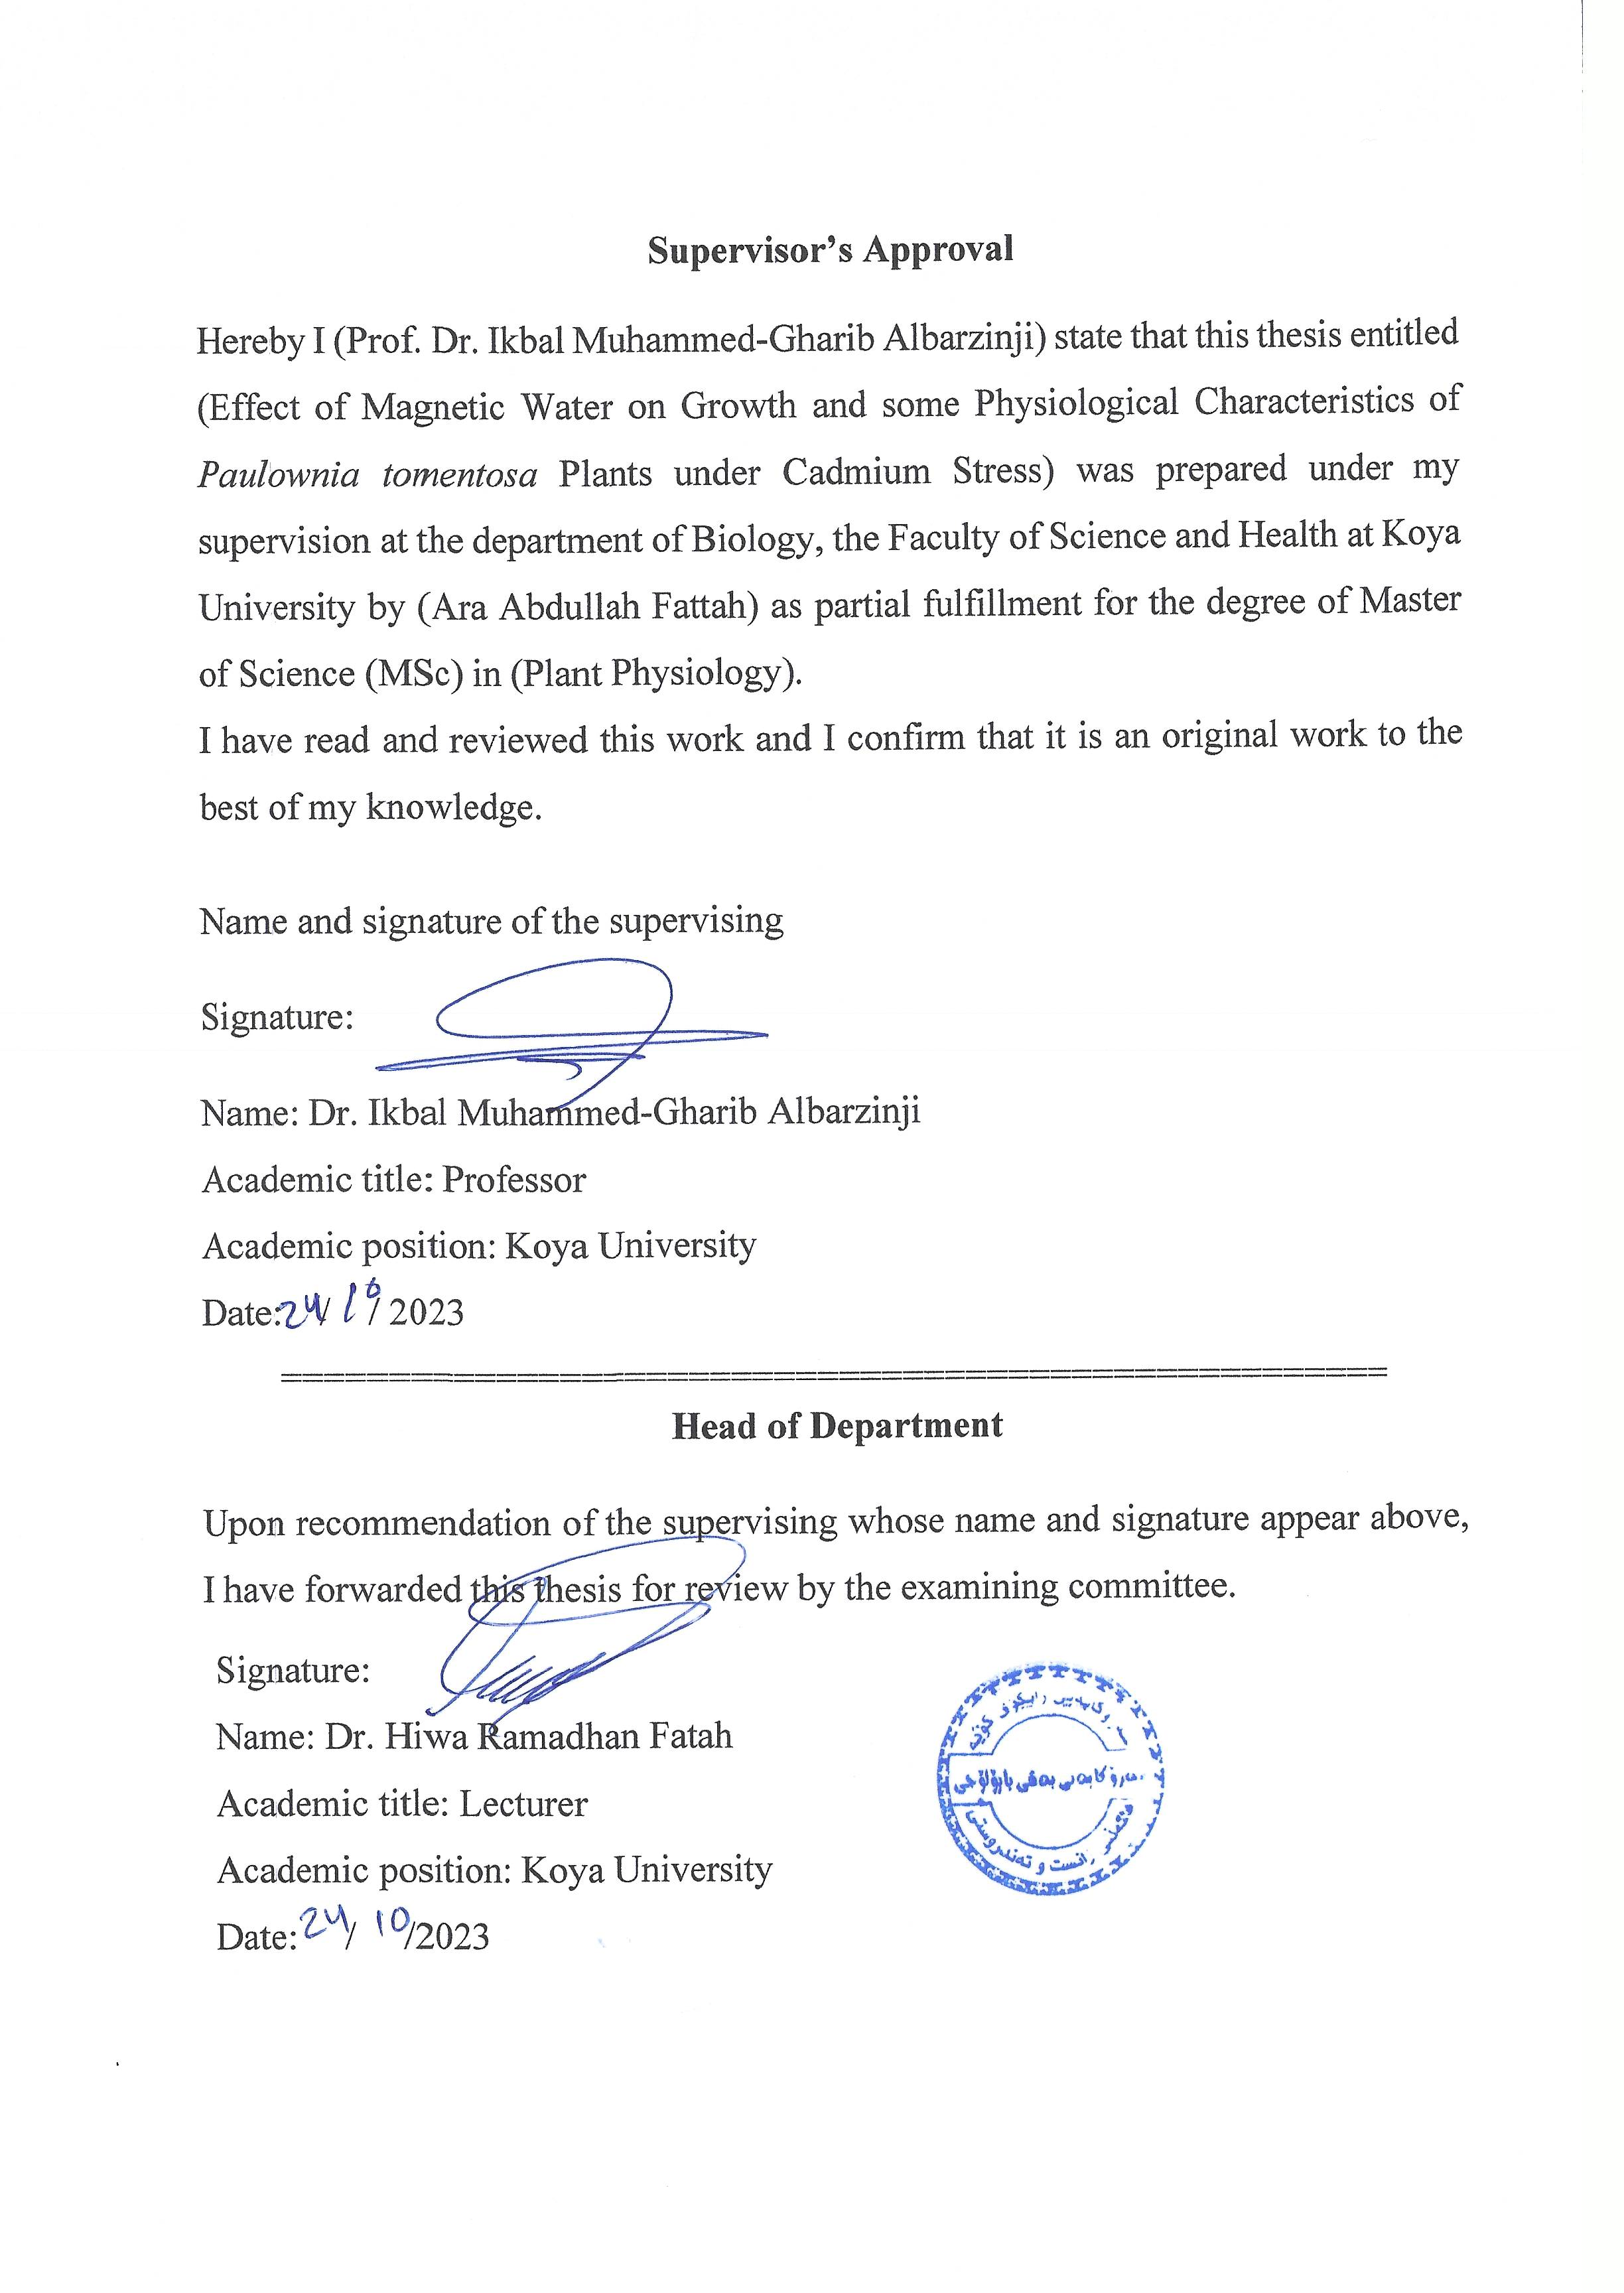 Supervisor's Approval
Hereby I (Prof. Dr. Ikbal Muhammed-Gharib Albarzinji) state that this thesis entitled
(Effect of Magnetic Water on Growth and some Physiological Characteristics of
Paulownia tomentosa Plants under Cadmium Stress) was prepared under my
supervision at the department of Biology, the Faculty of Science and Health at Koya
University by (Ara Abdullah Fattah) as partial fulfillment for the degree of Master
of Science (MSc) in (Plant Physiology).
I have read and reviewed this work and I confirm that it is an original work to the
best of my knowledge.
Name and signature of the supervising
Signature:
Name: Dr. Ikbal Muhammed-Gharib Albarzinji
Academic title: Professor
Academic position: Koya University
Date: 24/ 10/ 2023
Head of Department
Upon recommendation of the supervising whose name and signature appear above,
I have forwarded this thesis for review by the examining committee.
Signature:
Name: Dr. Hiwa Ramadhan Fatah
Academic title: Lecturer
Academic position: Koya University
Date: 24/ 10/2023